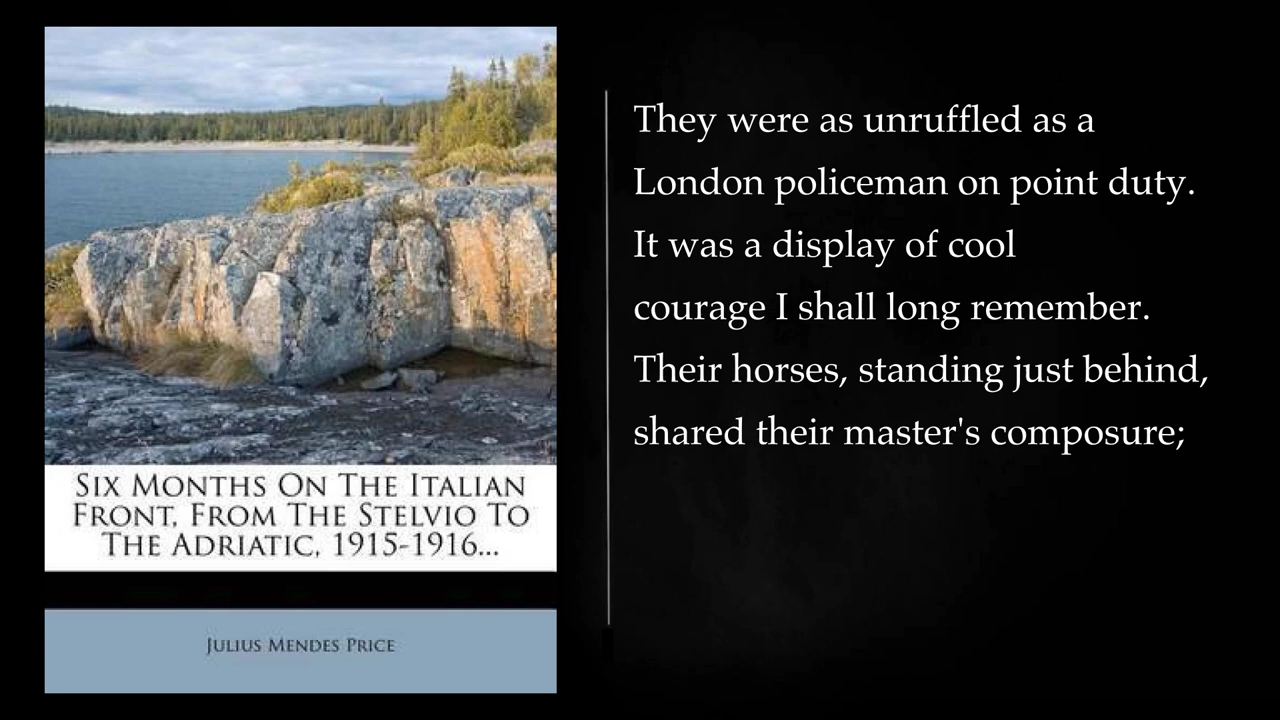 They were as unruffled as a
London policeman on point duty.
It was a display of cool
courage I shall long remember.
Their horses, standing just behind,
shared their master's composure;
Six Months On The Italian
Front, From The Stelvio To
The Adriatic, 1915-1916...
Julius Mendes Price